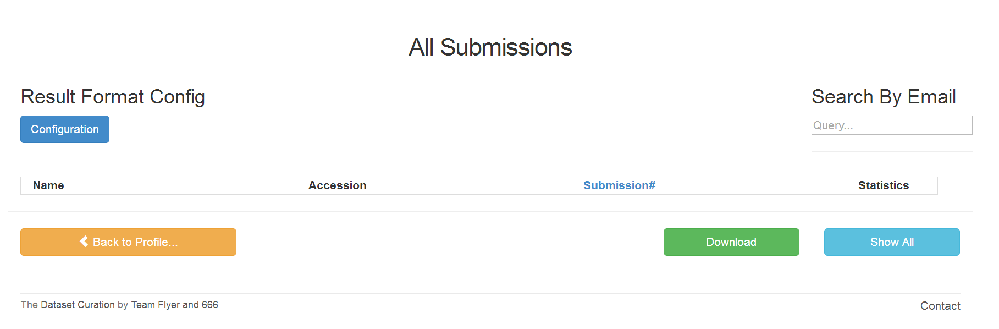 All Submissions
Result Format Config
Search By Email
Configuration
Query...
Name Accession Submission# Statistics
Back to Profile... Download Show All
The Dataset Curation by Team Flyer and 666
Contact